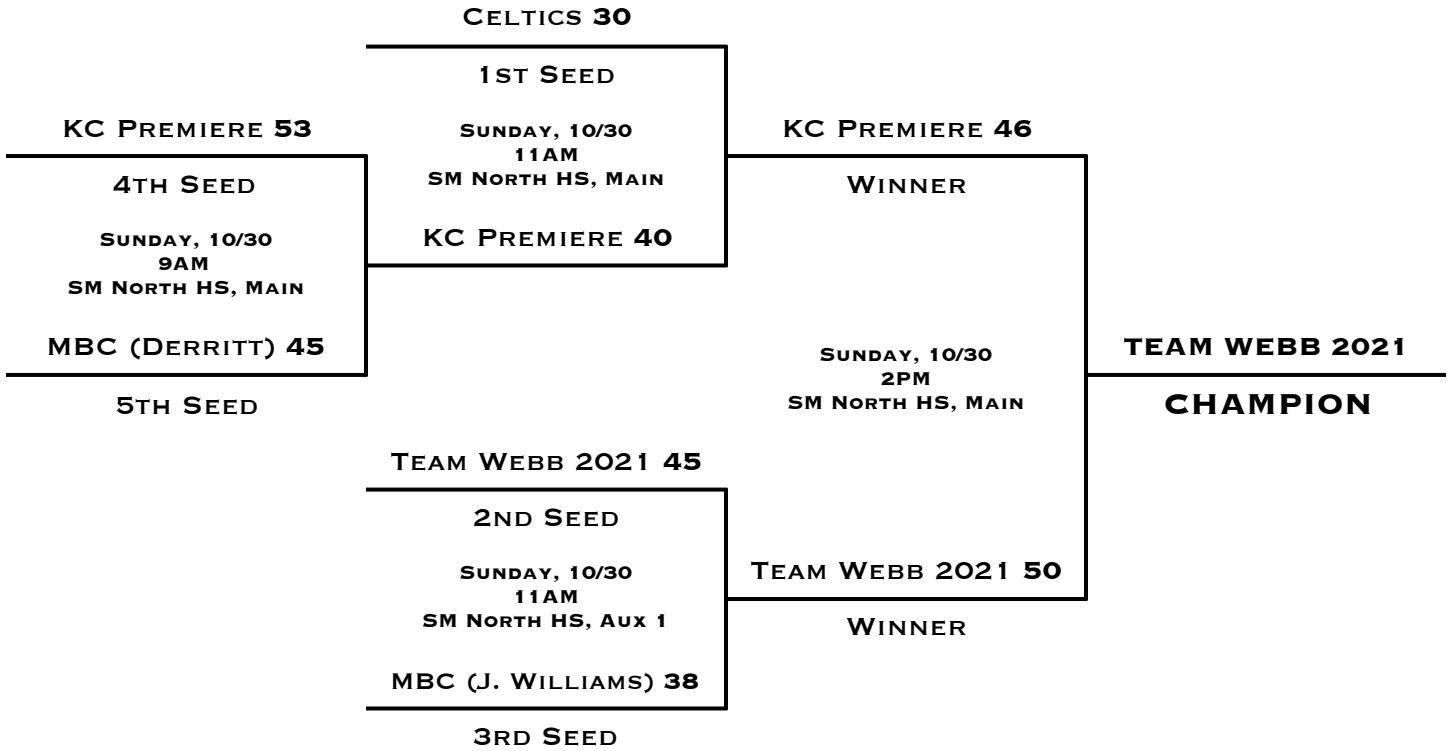 Celtics 30
1st Seed
Sunday, 10/30
11AM
SM North HS, Main
KC Premiere 40
KC Premiere 53
4th Seed
Sunday, 10/30
9AM
SM North HS, Main
MBC (Derritt) 45
5th Seed
KC Premiere 46
Winner
Sunday, 10/30
2PM
SM North HS, Main
TEAM WEBB 2021
CHAMPION
Team Webb 2021 45
2nd Seed
Sunday, 10/30
11AM
SM North HS, Aux 1
MBC (J. Williams) 38
3rd Seed
Team Webb 2021 50
Winner